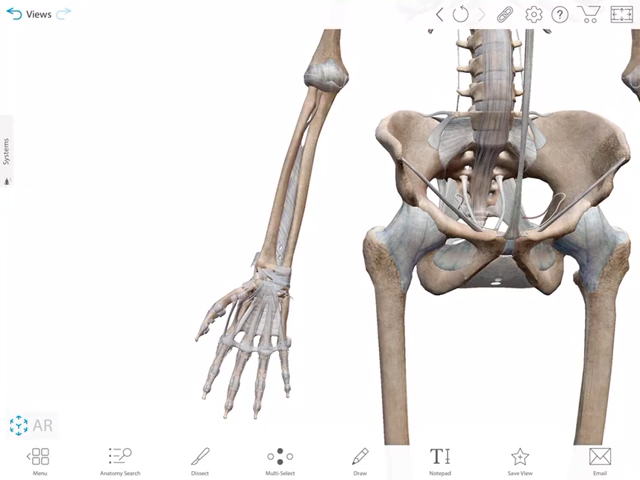 Views
Systems
AR
Menu
Anatomy Search
Dissect
Multi-Select
Draw
Notepad
Save View
Email